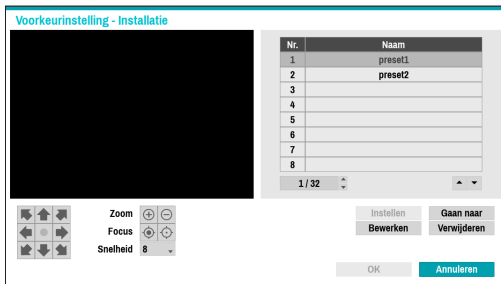 Voorkeurinstelling - Installatie
Nr. Naam
1 preset1
2 preset2
3
4
5
6
7
8
1 / 32
Zoom
Focus
Snelheid 8
Instellen Gaan naar
Bewerken Verwijderen
OK Annuleren